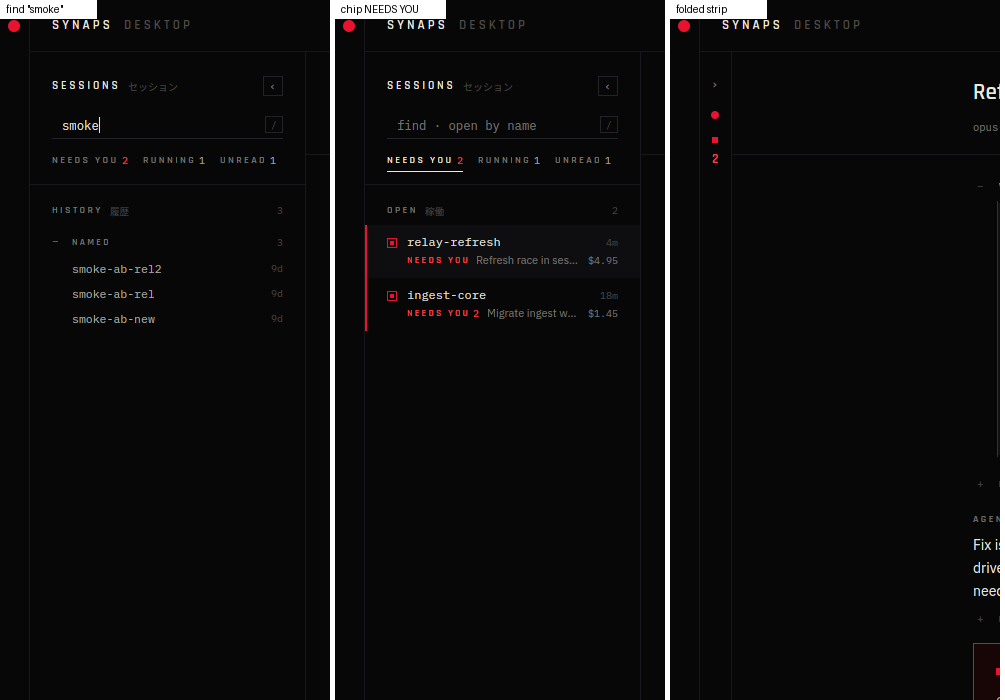 find "smoke"
SYNAPS DESKTOP
SESSIONS セッション ‹
smoke /
NEEDS YOU 2 RUNNING 1 UNREAD 1
HISTORY 履歴 3
− NAMED 3
smoke-ab-rel2 9d
smoke-ab-rel 9d
smoke-ab-new 9d
chip NEEDS YOU
SYNAPS DESKTOP
SESSIONS セッション ‹
find · open by name /
NEEDS YOU 2 RUNNING 1 UNREAD 1
OPEN 稼働 2
relay-refresh 4m
NEEDS YOU Refresh race in ses... $4.95
ingest-core 18m
NEEDS YOU 2 Migrate ingest w... $1.45
folded strip
SYNAPS DESKTOP
›
2
Ref
opus
−
+
AGEN
Fix is
drive
need
+